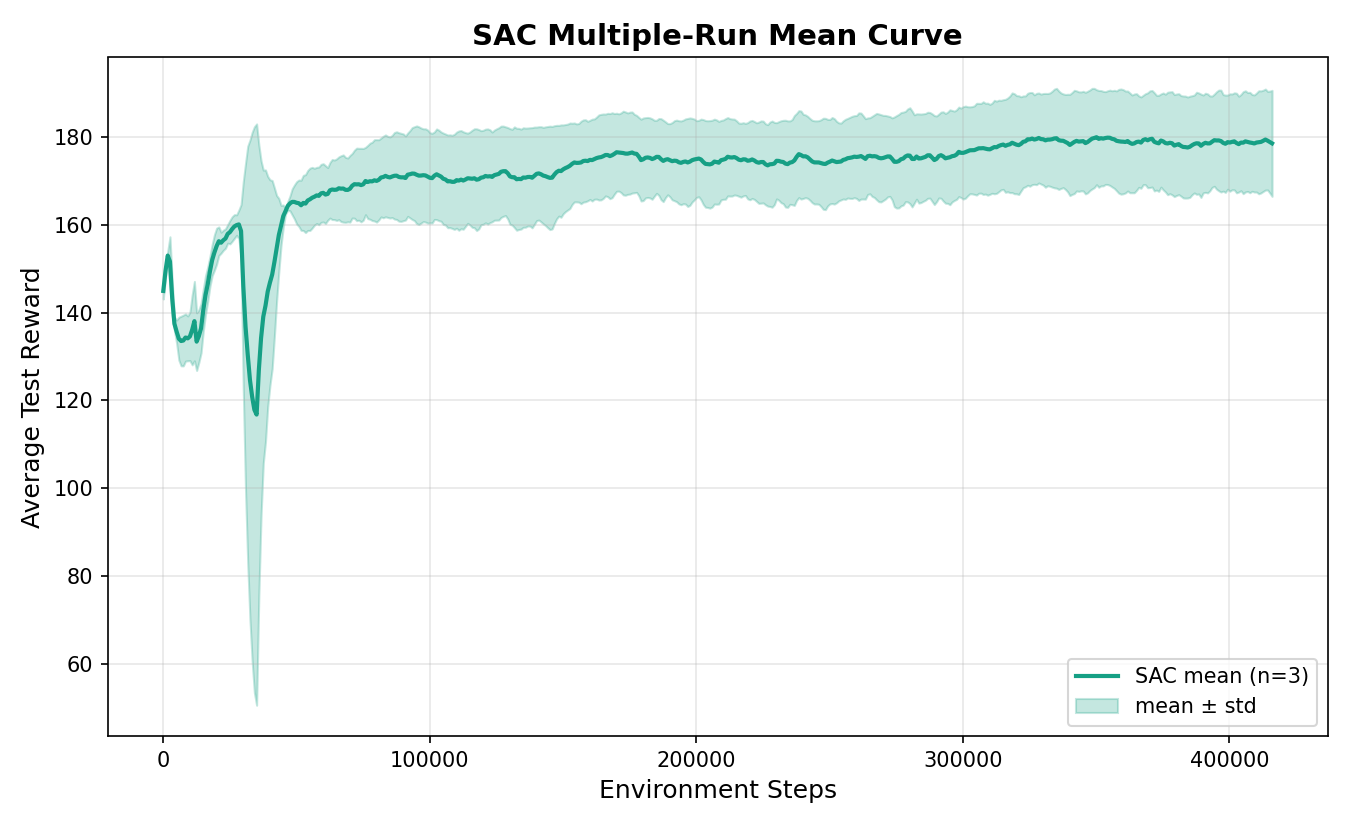 SAC Multiple-Run Mean Curve
Average Test Reward
180
160
140
120
100
80
60
0
100000
200000
300000
400000
Environment Steps
SAC mean (n=3)
mean ± std